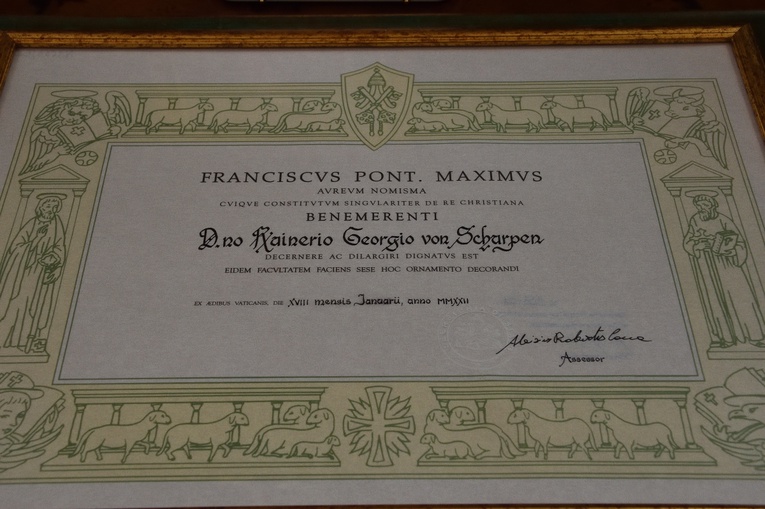 FRANCISCVS PONT. MAXIMVS
AVREVM NOMISMA
CVIQVE CONSTITVTVM SINGVLARITER DE RE CHRISTIANA
BENEMERENTI
D.no Rainerio Georgio von Scharpen
DECERNERE AC DILARGIRI DIGNATVS EST
EIDEM FACVLTATEM FACIENS SESE HOC ORNAMENTO DECORANDI
EX ÆDIBUS VATICANIS, DIE XVIII mensis Januarii, anno MMXXII
Assessor